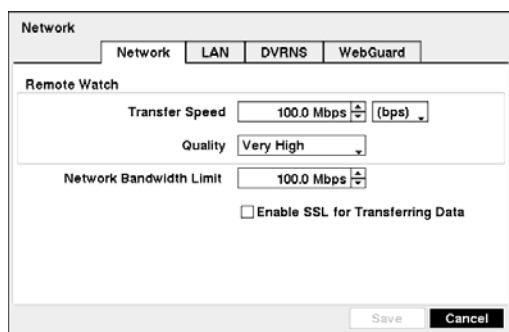 Network
Network LAN DVRNS WebGuard
Remote Watch
Transfer Speed 100.0 Mbps (bps)
Quality Very High
Network Bandwidth Limit 100.0 Mbps
Enable SSL for Transferring Data
Save Cancel